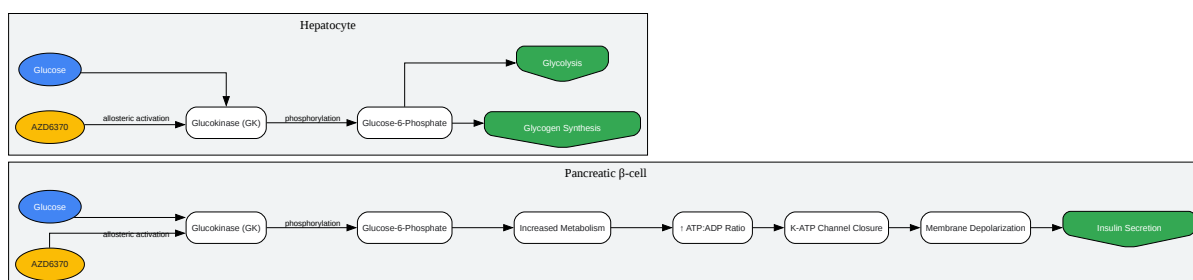 Hepatocyte
Glucose
Glycolysis
AZD6370
allosteric activation
Glucokinase (GK)
phosphorylation
Glucose-6-Phosphate
Glycogen Synthesis
Pancreatic β-cell
Glucose
allosteric activation
AZD6370
Glucokinase (GK)
phosphorylation
Glucose-6-Phosphate
Increased Metabolism
↑ ATP:ADP Ratio
K-ATP Channel Closure
Membrane Depolarization
Insulin Secretion